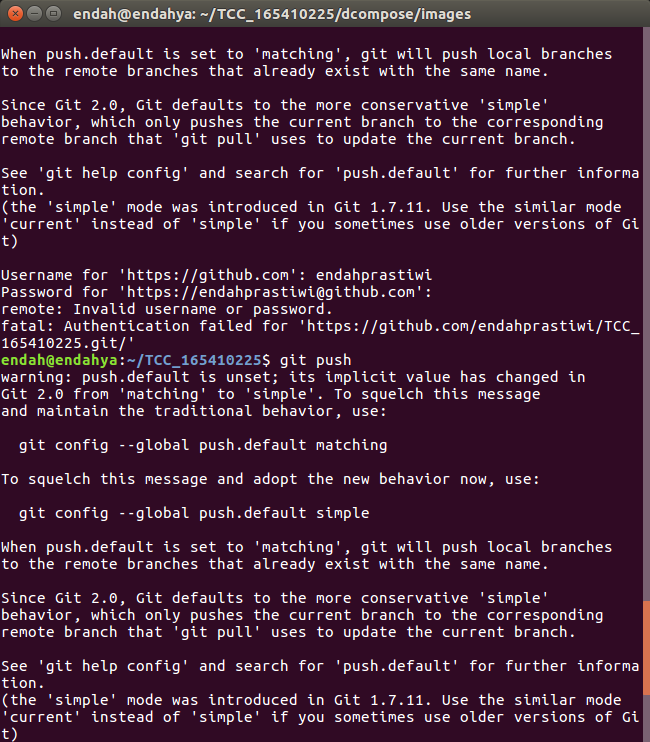 endah@endahya: ~/TCC_165410225/dcompose/images
When push.default is set to 'matching', git will push local branches
to the remote branches that already exist with the same name.
Since Git 2.0, Git defaults to the more conservative 'simple'
behavior, which only pushes the current branch to the corresponding
remote branch that 'git pull' uses to update the current branch.
See 'git help config' and search for 'push.default' for further informa
tion.
(the 'simple' mode was introduced in Git 1.7.11. Use the similar mode
'current' instead of 'simple' if you sometimes use older versions of Gi
t)
Username for 'https://github.com': endahprastiwi
Password for 'https://endahprastiwi@github.com':
remote: Invalid username or password.
fatal: Authentication failed for 'https://github.com/endahprastiwi/TCC_
165410225.git/'
endah@endahya:~/TCC_165410225$ git push
warning: push.default is unset; its implicit value has changed in
Git 2.0 from 'matching' to 'simple'. To squelch this message
and maintain the traditional behavior, use:
git config --global push.default matching
To squelch this message and adopt the new behavior now, use:
git config --global push.default simple
When push.default is set to 'matching', git will push local branches
to the remote branches that already exist with the same name.
Since Git 2.0, Git defaults to the more conservative 'simple'
behavior, which only pushes the current branch to the corresponding
remote branch that 'git pull' uses to update the current branch.
See 'git help config' and search for 'push.default' for further informa
tion.
(the 'simple' mode was introduced in Git 1.7.11. Use the similar mode
'current' instead of 'simple' if you sometimes use older versions of Gi
t)